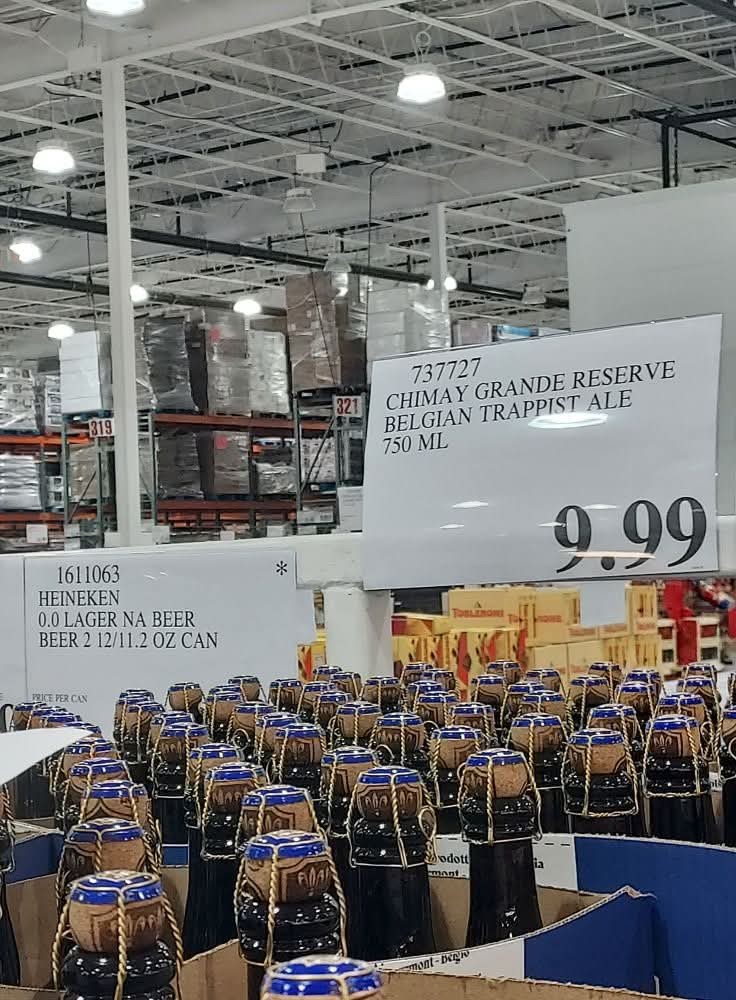 321
319
737727
CHIMAY GRANDE RESERVE
BELGIAN TRAPPIST ALE
750 ML
9.99
1611063 *
HEINEKEN
0.0 LAGER NA BEER
BEER 2 12/11.2 OZ CAN
PRICE PER CAN
TOBLERONE